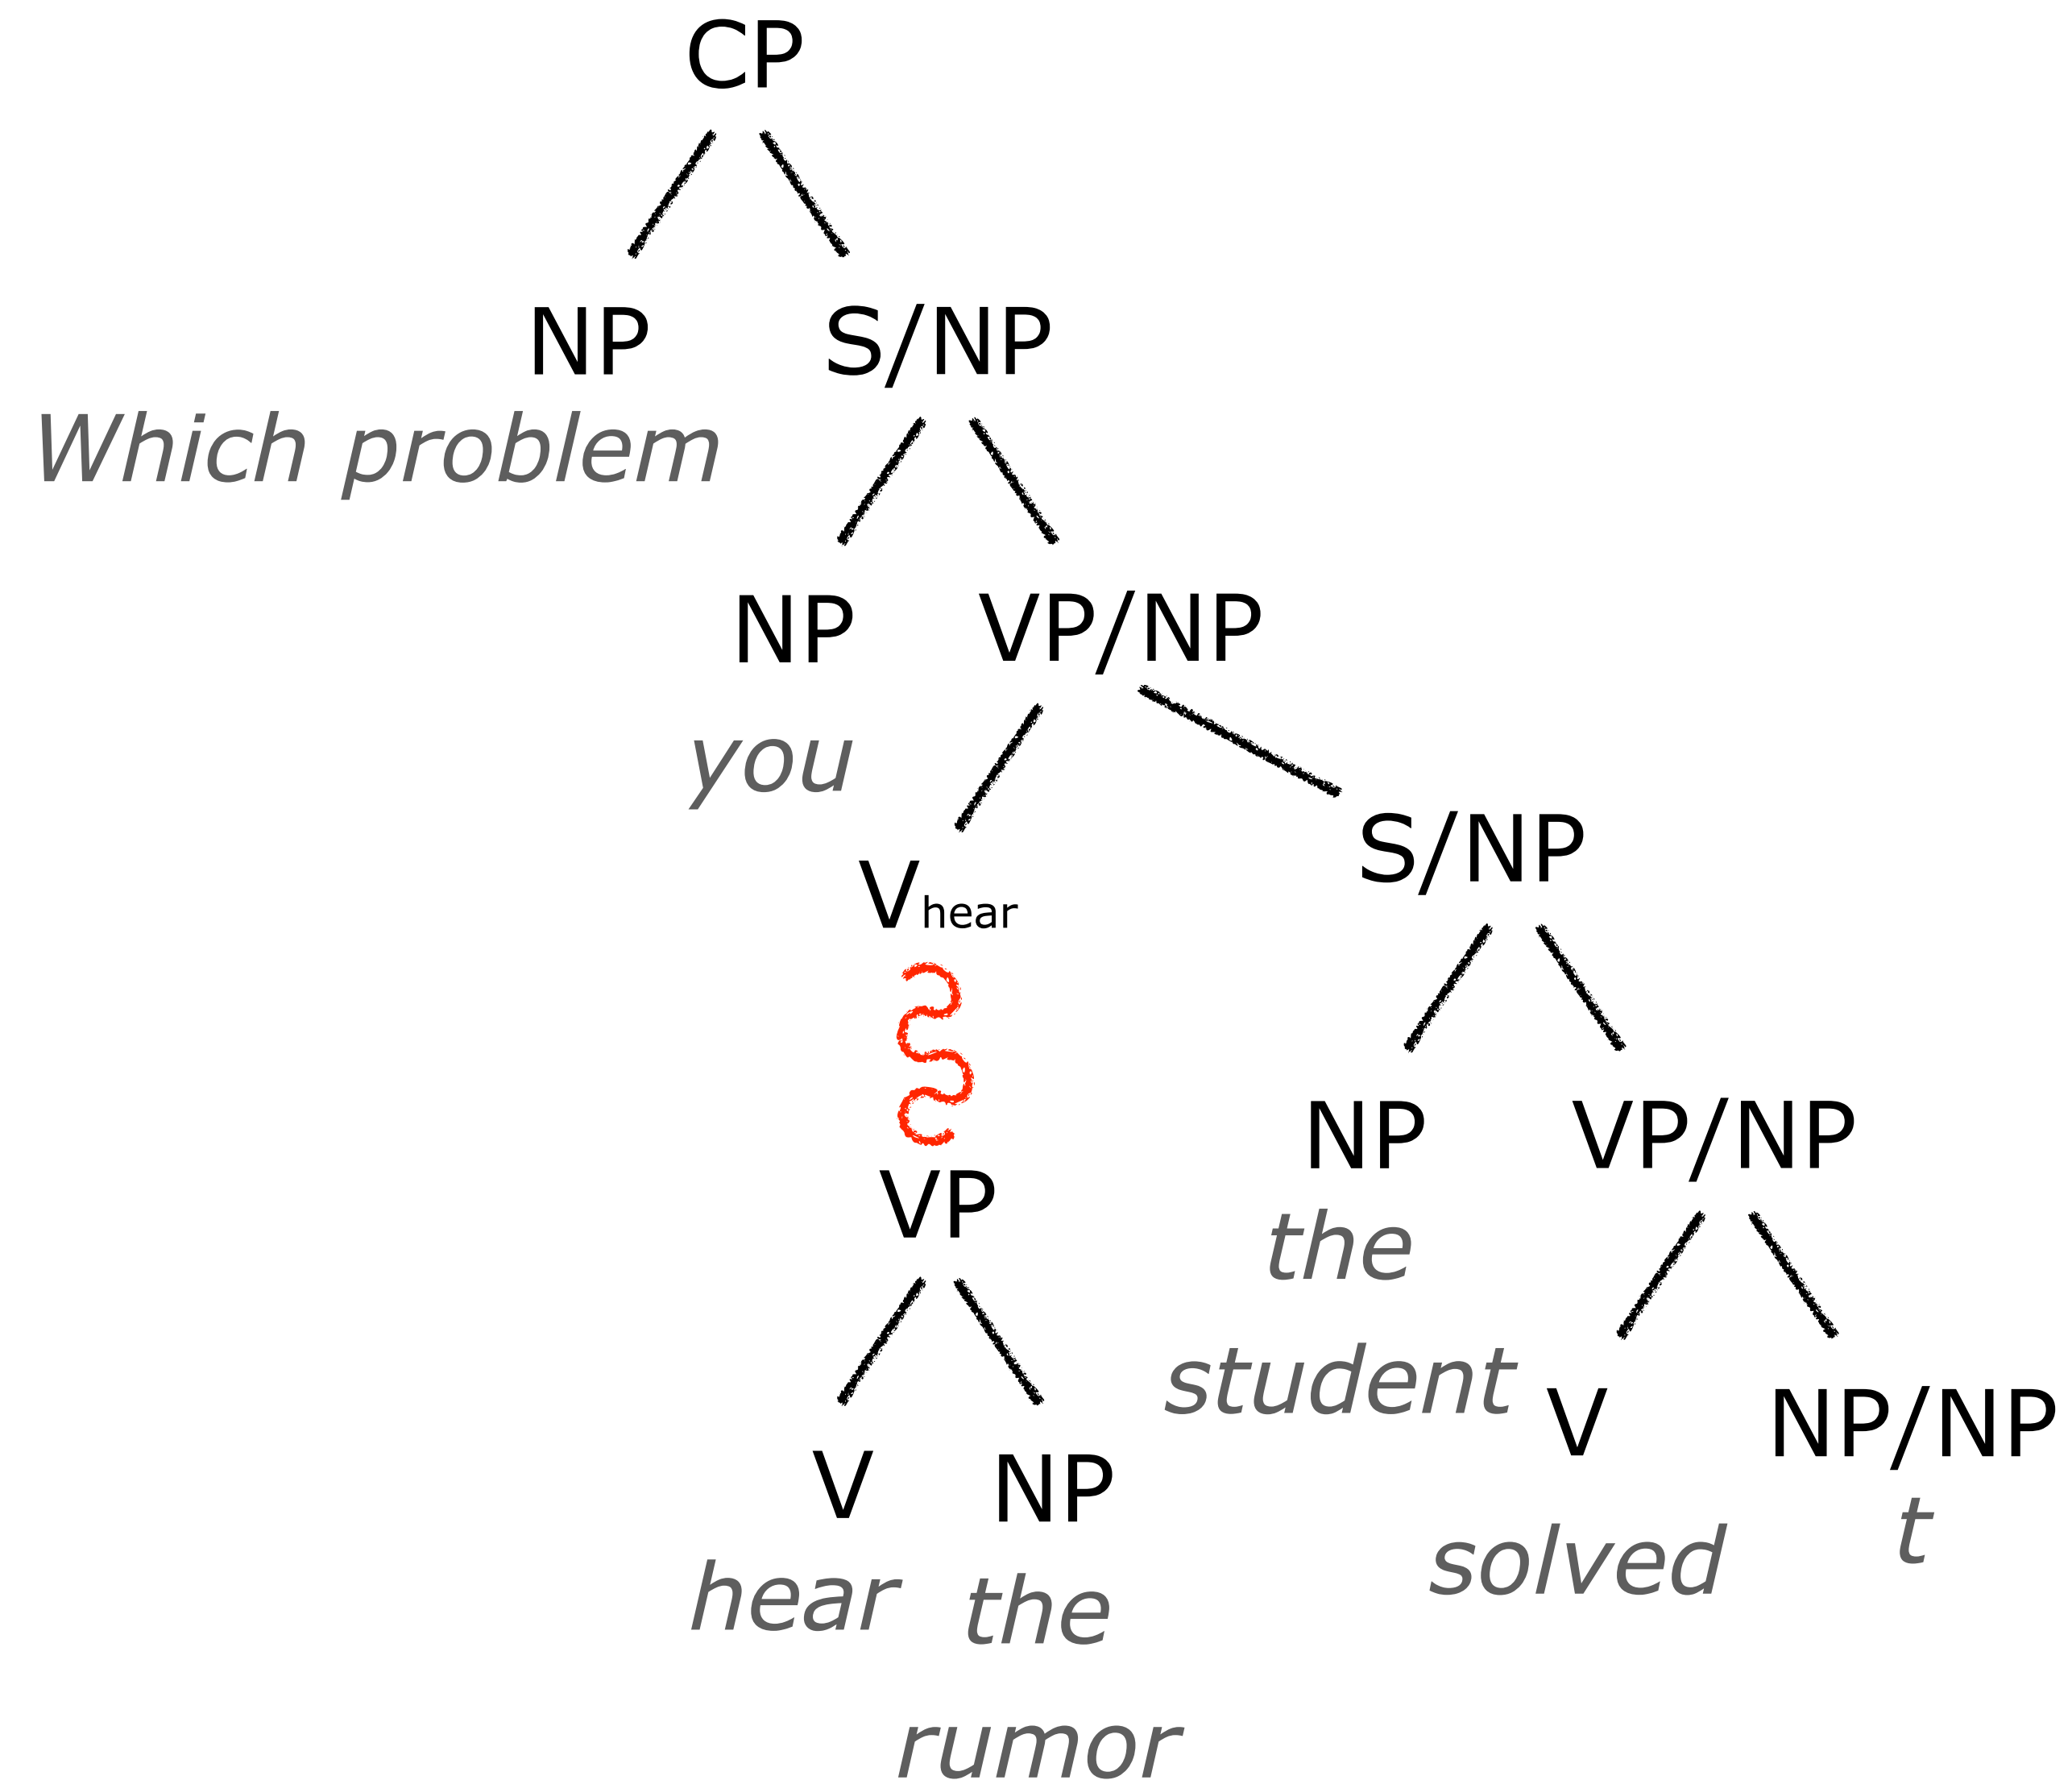 CP
NP S/NP
Which problem
NP VP/NP
you
Vhear
S/NP
NP VP/NP
the
student
VP
V NP/NP
solved t
V NP
hear the
rumor